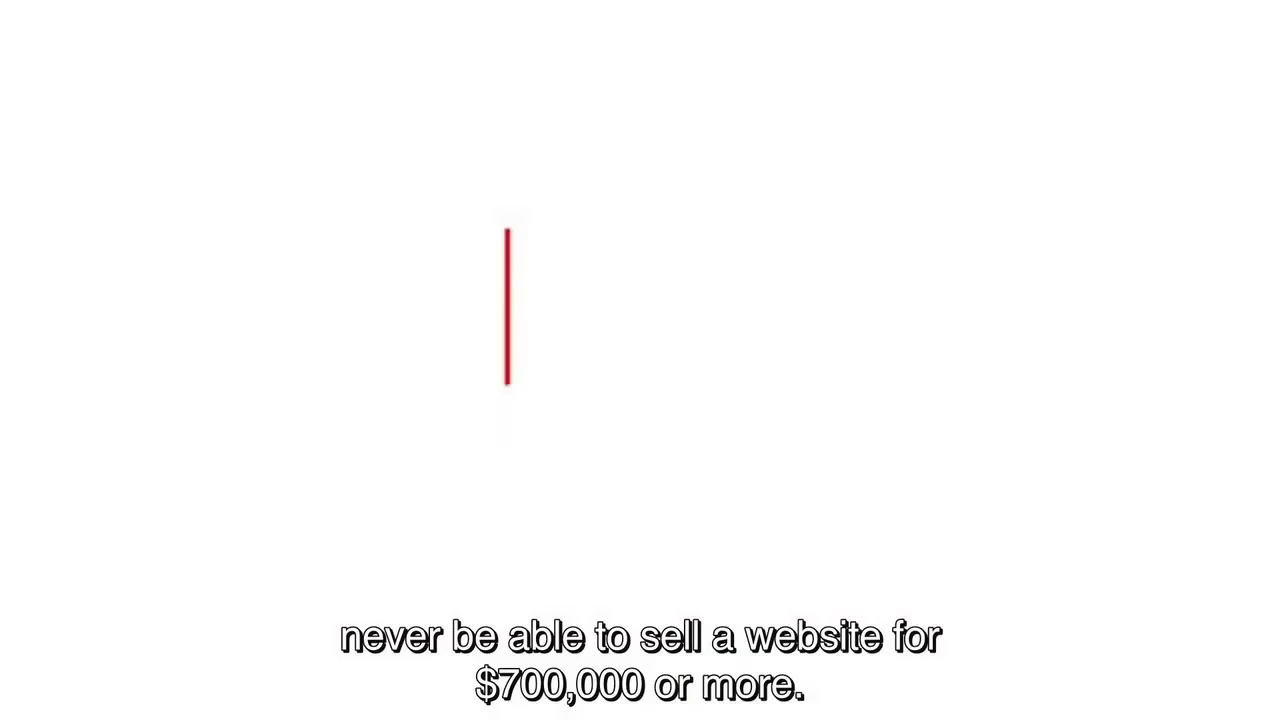 never be able to sell a website for
$700,000 or more.